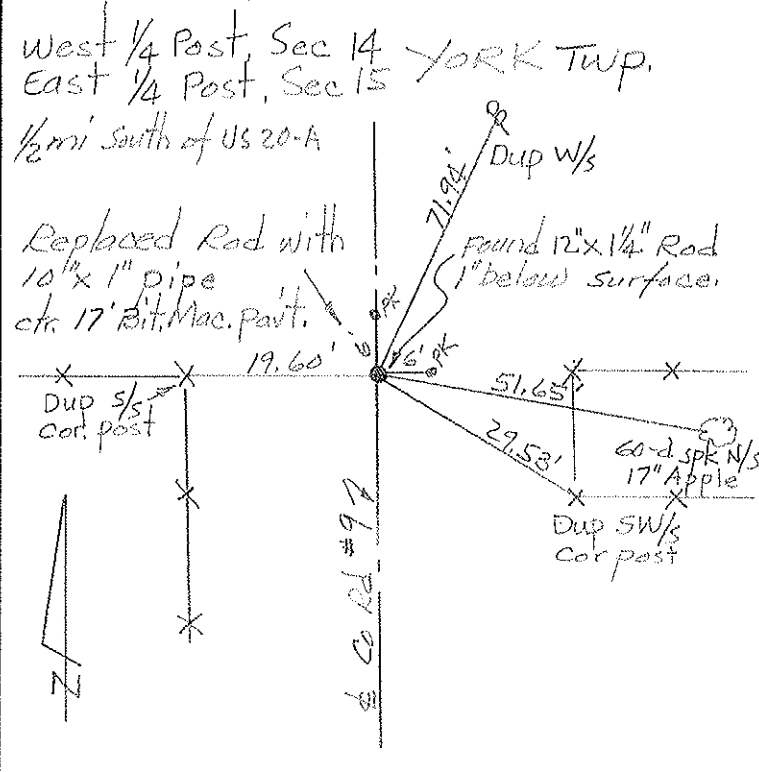 West 1/4 Post, Sec 14 YORK Twp.
East 1/4 Post, Sec 15
1/2 mi South of US 20-A
Dup W/s
71.94'
Replaced Rod with
10"x 1" pipe
ctr. 17' Bit. Mac. pav't.
Found 12"x 1 1/4" Rod
1" below surface.
PK
6'
6'
PK
19.60'
51.65'
29.53'
Dup S/s
Cor. post
60-d. spk N/s
17" Apple
Dup SW/s
Cor post
℄ Co Rd #9
N